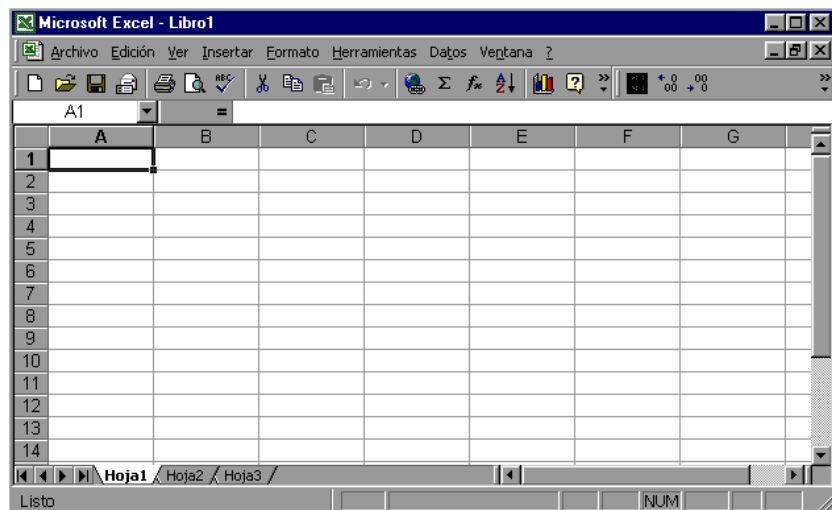 Microsoft Excel - Libro1
Archivo Edición Ver Insertar Formato Herramientas Datos Ventana ?
A1 =
A B C D E F G
1
2
3
4
5
6
7
8
9
10
11
12
13
14
Hoja1 Hoja2 Hoja3
Listo NUM